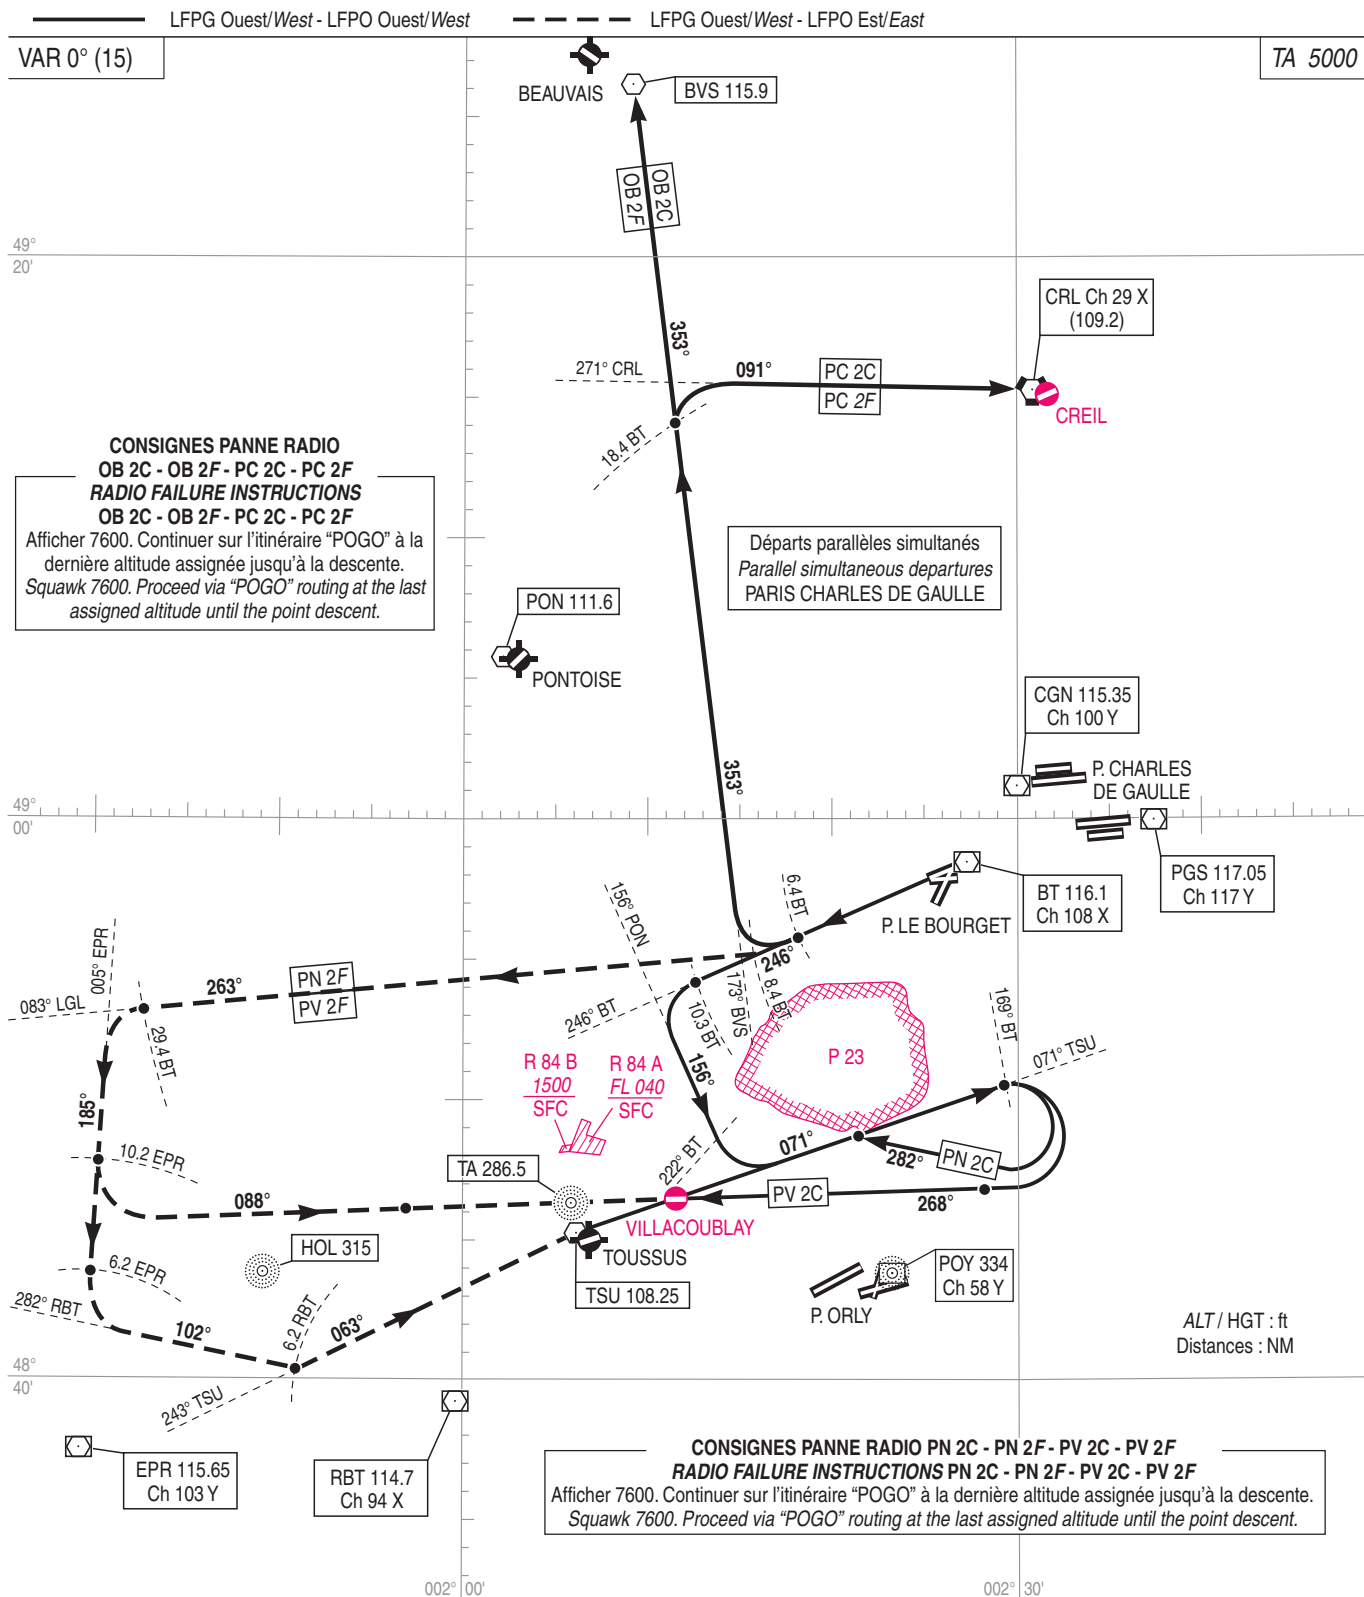 LFPG Ouest/West - LFPO Ouest/West
LFPG Ouest/West - LFPO Est/East
VAR 0° (15)
TA 5000
BEAUVAIS
BVS 115.9
OB 2C
OB 2F
49°
20'
CRL Ch 29 X
(109.2)
353°
271° CRL
091°
PC 2C
PC 2F
CREIL
18.4 BT
CONSIGNES PANNE RADIO
OB 2C - OB 2F - PC 2C - PC 2F
RADIO FAILURE INSTRUCTIONS
OB 2C - OB 2F - PC 2C - PC 2F
Afficher 7600. Continuer sur l'itinéraire “POGO” à la
dernière altitude assignée jusqu'à la descente.
Squawk 7600. Proceed via “POGO” routing at the last
assigned altitude until the point descent.
Départs parallèles simultanés
Parallel simultaneous departures
PARIS CHARLES DE GAULLE
PON 111.6
PONTOISE
CGN 115.35
Ch 100 Y
P. CHARLES
DE GAULLE
353°
49°
00'
PGS 117.05
Ch 117 Y
BT 116.1
Ch 108 X
P. LE BOURGET
6.4 BT
156° PON
005° EPR
246°
263°
PN 2F
PV 2F
083° LGL
173° BVS
8.4 BT
246° BT
10.3 BT
169° BT
29.4 BT
071° TSU
P 23
R 84 B
1500
SFC
R 84 A
FL 040
SFC
156°
185°
071°
10.2 EPR
222° BT
282°
PN 2C
TA 286.5
088°
PV 2C
268°
VILLACOUBLAY
HOL 315
TOUSSUS
6.2 EPR
TSU 108.25
POY 334
Ch 58 Y
P. ORLY
282° RBT
102°
6.2 RBT
063°
ALT / HGT : ft
Distances : NM
48°
40'
243° TSU
EPR 115.65
Ch 103 Y
RBT 114.7
Ch 94 X
CONSIGNES PANNE RADIO PN 2C - PN 2F - PV 2C - PV 2F
RADIO FAILURE INSTRUCTIONS PN 2C - PN 2F - PV 2C - PV 2F
Afficher 7600. Continuer sur l'itinéraire “POGO” à la dernière altitude assignée jusqu'à la descente.
Squawk 7600. Proceed via “POGO” routing at the last assigned altitude until the point descent.
002° 00'
002° 30'